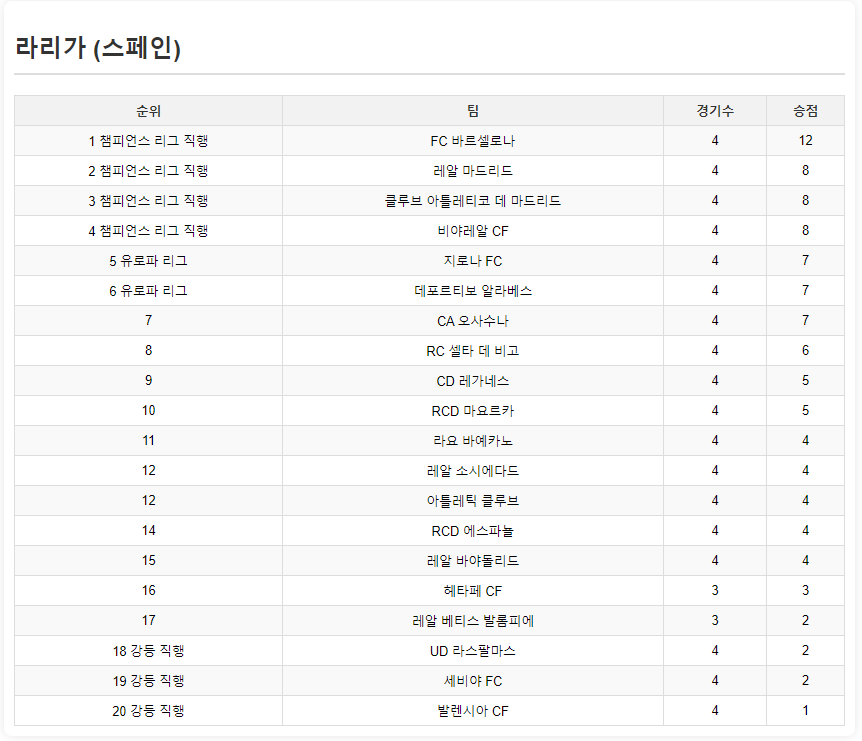 라리가 (스페인)
순위 팀 경기수 승점
1 챔피언스 리그 직행 FC 바르셀로나 4 12
2 챔피언스 리그 직행 레알 마드리드 4 8
3 챔피언스 리그 직행 클루브 아틀레티코 데 마드리드 4 8
4 챔피언스 리그 직행 비야레알 CF 4 8
5 유로파 리그 지로나 FC 4 7
6 유로파 리그 데포르티보 알라베스 4 7
7 CA 오사수나 4 7
8 RC 셀타 데 비고 4 6
9 CD 레가네스 4 5
10 RCD 마요르카 4 5
11 라요 바예카노 4 4
12 레알 소시에다드 4 4
12 아틀레틱 클루브 4 4
14 RCD 에스파뇰 4 4
15 레알 바야돌리드 4 4
16 헤타페 CF 3 3
17 레알 베티스 발롬피에 3 2
18 강등 직행 UD 라스팔마스 4 2
19 강등 직행 세비야 FC 4 2
20 강등 직행 발렌시아 CF 4 1